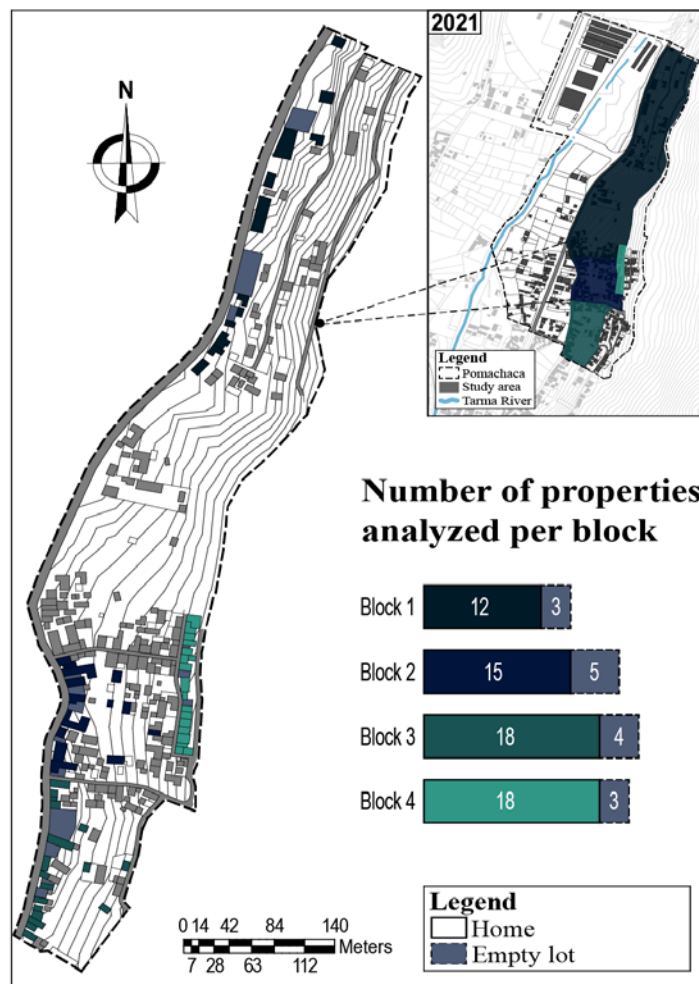 2021
N
Legend
Pomachaca
Study area
Tarma River
Number of properties
analyzed per block
Block 1
12
3
Block 2
15
5
Block 3
18
4
Block 4
18
3
0 14 42 84 140
Meters
7 28 63 112
Legend
Home
Empty lot